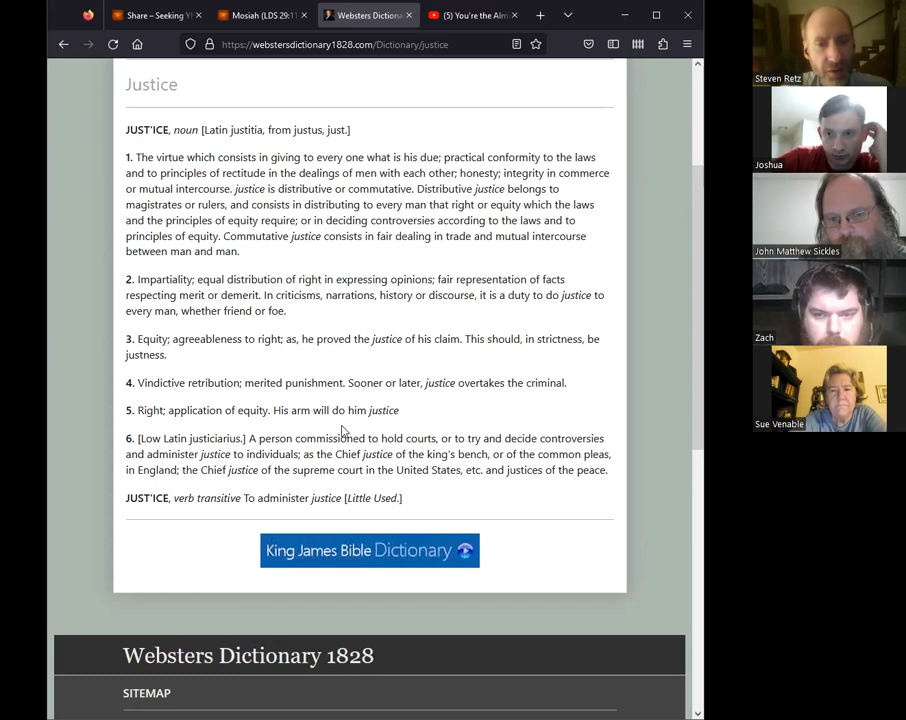 Share – Seeking Y
Mosiah (LDS 29:11
Websters Dictiona
(5) You're the Alm
https://webstersdictionary1828.com/Dictionary/justice
Justice
JUST'ICE, noun [Latin justitia, from justus, just.]
1. The virtue which consists in giving to every one what is his due; practical conformity to the laws
and to principles of rectitude in the dealings of men with each other; honesty; integrity in commerce
or mutual intercourse. justice is distributive or commutative. Distributive justice belongs to
magistrates or rulers, and consists in distributing to every man that right or equity which the laws
and the principles of equity require; or in deciding controversies according to the laws and to
principles of equity. Commutative justice consists in fair dealing in trade and mutual intercourse
between man and man.
2. Impartiality; equal distribution of right in expressing opinions; fair representation of facts
respecting merit or demerit. In criticisms, narrations, history or discourse, it is a duty to do justice to
every man, whether friend or foe.
3. Equity; agreeableness to right; as, he proved the justice of his claim. This should, in strictness, be
justness.
4. Vindictive retribution; merited punishment. Sooner or later, justice overtakes the criminal.
5. Right; application of equity. His arm will do him justice
6. [Low Latin justiciarius.] A person commissioned to hold courts, or to try and decide controversies
and administer justice to individuals; as the Chief justice of the king's bench, or of the common pleas,
in England; the Chief justice of the supreme court in the United States, etc. and justices of the peace.
JUST'ICE, verb transitive To administer justice [Little Used.]
King James Bible Dictionary
Websters Dictionary 1828
SITEMAP
Steven Retz
Joshua
John Matthew Sickles
Zach
Sue Venable